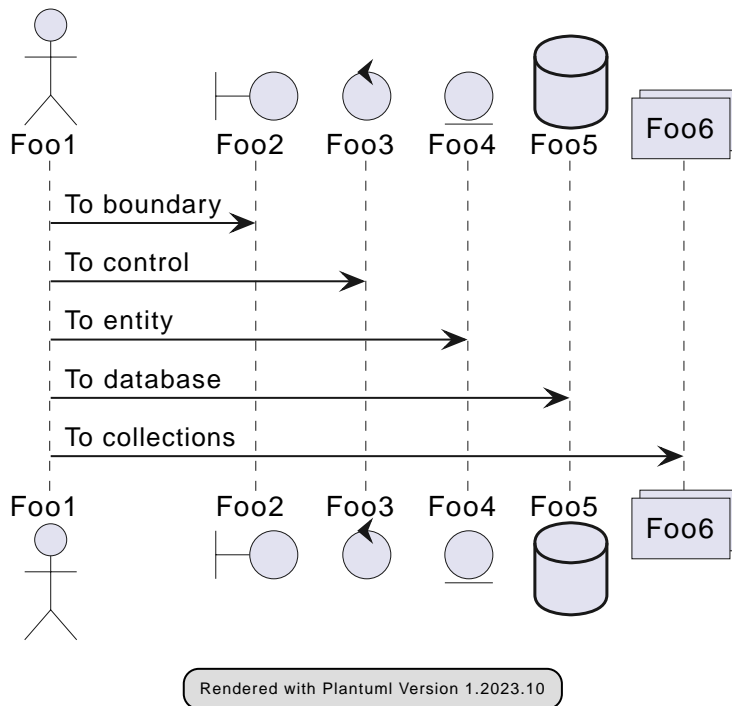 Foo1 Foo2 Foo3 Foo4 Foo5 Foo6
To boundary
To control
To entity
To database
To collections
Foo1 Foo2 Foo3 Foo4 Foo5 Foo6
Rendered with Plantuml Version 1.2023.10